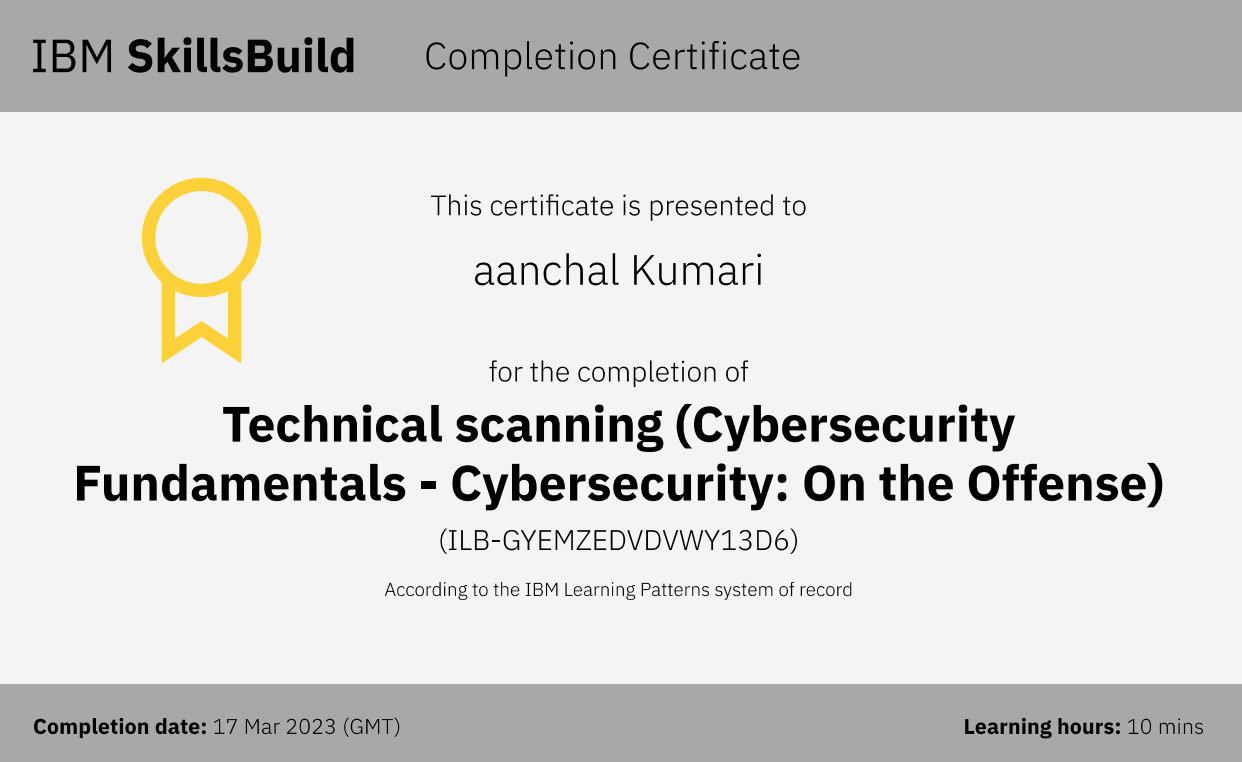 IBM SkillsBuild Completion Certificate
This certificate is presented to
aanchal Kumari
for the completion of
Technical scanning (Cybersecurity
Fundamentals - Cybersecurity: On the Offense)
(ILB-GYEMZEDVDVWY13D6)
According to the IBM Learning Patterns system of record
Completion date: 17 Mar 2023 (GMT)
Learning hours: 10 mins